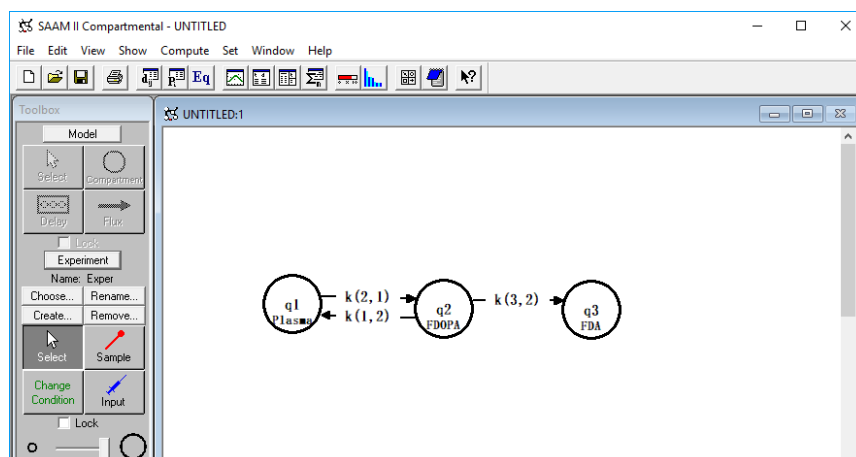 SAAM II Compartmental - UNTITLED
File Edit View Show Compute Set Window Help
Eq
Toolbox
UNTITLED:1
Model
Select Compartment
Delay Flux
Lock
Experiment
Name: Exper
Choose... Rename...
Create... Remove...
Select Sample
Change Condition Input
Lock
q1
Plasma
k(2,1)
k(1,2)
q2
FDOPA
k(3,2)
q3
FDA